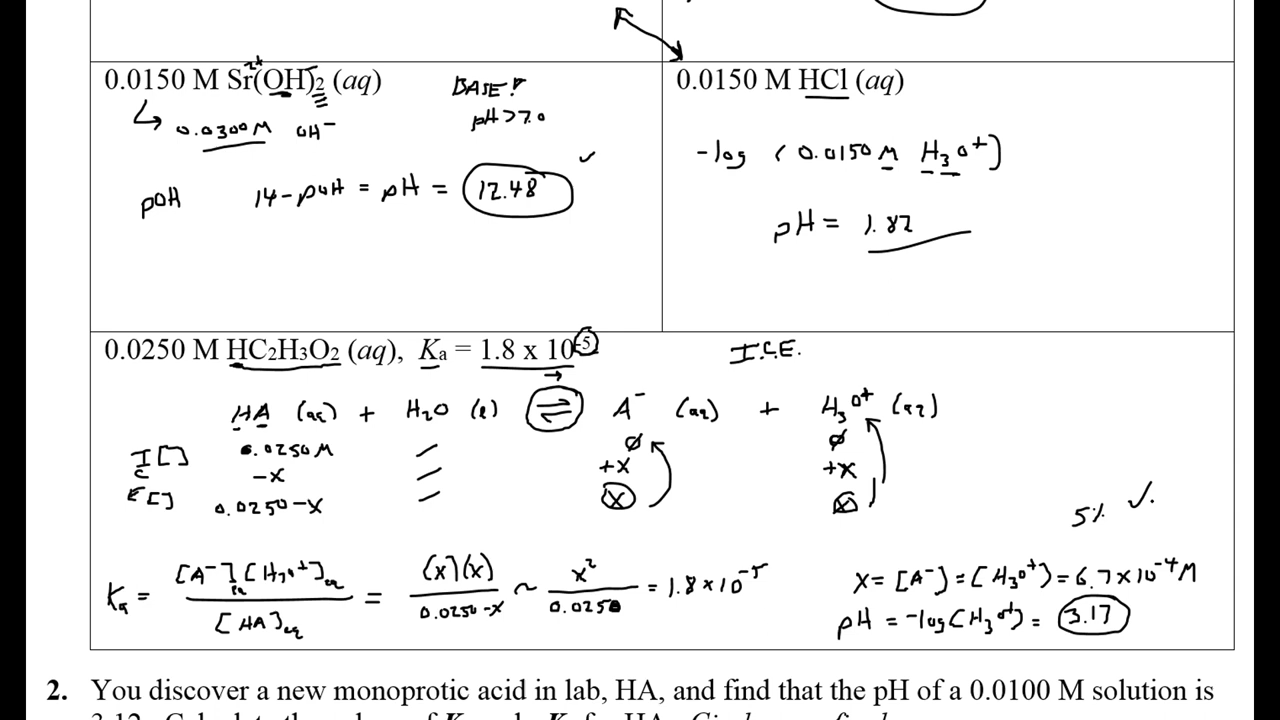 0.0150 M Sr(OH)₂ (aq)
2+
BASE!
pH > 7.0
0.0300 M OH⁻
pOH 14 - pOH = pH = 12.48 ✓
0.0150 M HCl (aq)
-log (0.0150 M H₃O⁺)
pH = 1.82
0.0250 M HC₂H₃O₂ (aq), Kₐ = 1.8 x 10⁻⁵
I.C.E.
HA (aq) + H₂O (l) ⇌ A⁻ (aq) + H₃O⁺ (aq)
I[] 0.0250 M — ∅ ∅
C -x — +x +x
E[] 0.0250-x — x x
5% ✓.
Kₐ = [A⁻]eq[H₃O⁺]eq / [HA]eq = (x)(x) / 0.0250-x ~ x² / 0.0250 = 1.8 x 10⁻⁵
x = [A⁻] = [H₃O⁺] = 6.7 x 10⁻⁴ M
pH = -log[H₃O⁺] = 3.17
2. You discover a new monoprotic acid in lab, HA, and find that the pH of a 0.0100 M solution is